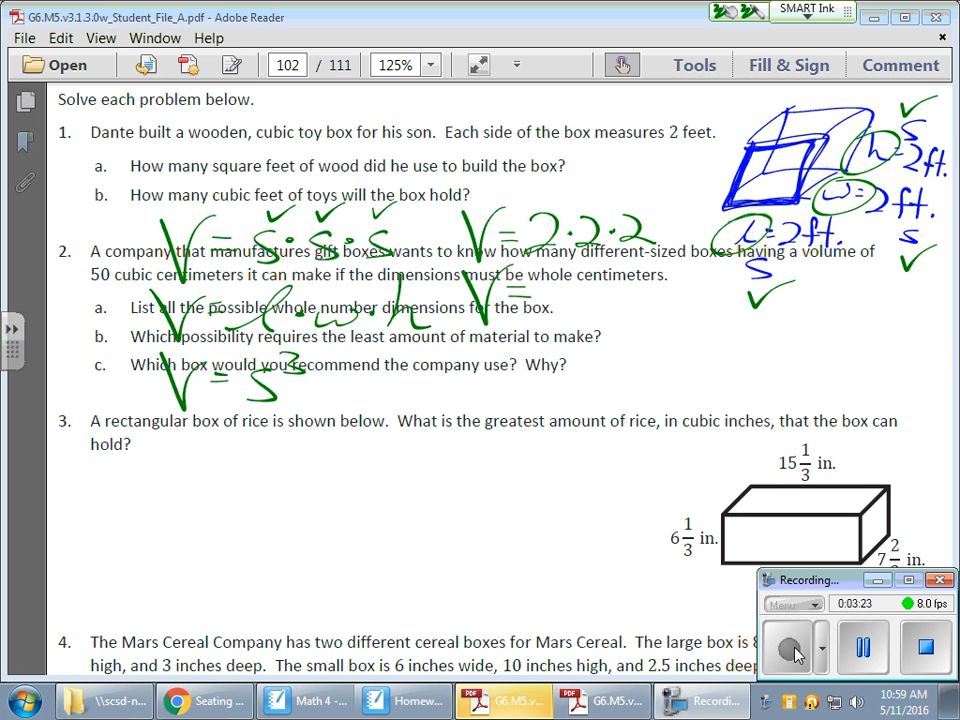 G6.M5.v3.1.3.0w_Student_File_A.pdf - Adobe Reader
SMART Ink
File Edit View Window Help
Open 102 / 111 125% Tools Fill & Sign Comment
Solve each problem below.
1. Dante built a wooden, cubic toy box for his son. Each side of the box measures 2 feet.
a. How many square feet of wood did he use to build the box?
b. How many cubic feet of toys will the box hold?
s
h = 2ft.
w = 2ft.
s
l = 2ft.
s
V = s · s · s V = 2 · 2 · 2
2. A company that manufactures gift boxes wants to know how many different-sized boxes having a volume of
50 cubic centimeters it can make if the dimensions must be whole centimeters.
V =
a. List all the possible whole number dimensions for the box.
V = l · w · h
b. Which possibility requires the least amount of material to make?
c. Which box would you recommend the company use? Why?
V = s³
3. A rectangular box of rice is shown below. What is the greatest amount of rice, in cubic inches, that the box can
hold?
15 1/3 in.
6 1/3 in.
7 2/ in.
Recording...
Menu 0:03:23 8.0 fps
4. The Mars Cereal Company has two different cereal boxes for Mars Cereal. The large box is 8
high, and 3 inches deep. The small box is 6 inches wide, 10 inches high, and 2.5 inches deep
\\sccd-n... Seating ... Math 4 -... Homew... G6.M5.v... G6.M5.v... Recordi...
10:59 AM
5/11/2016